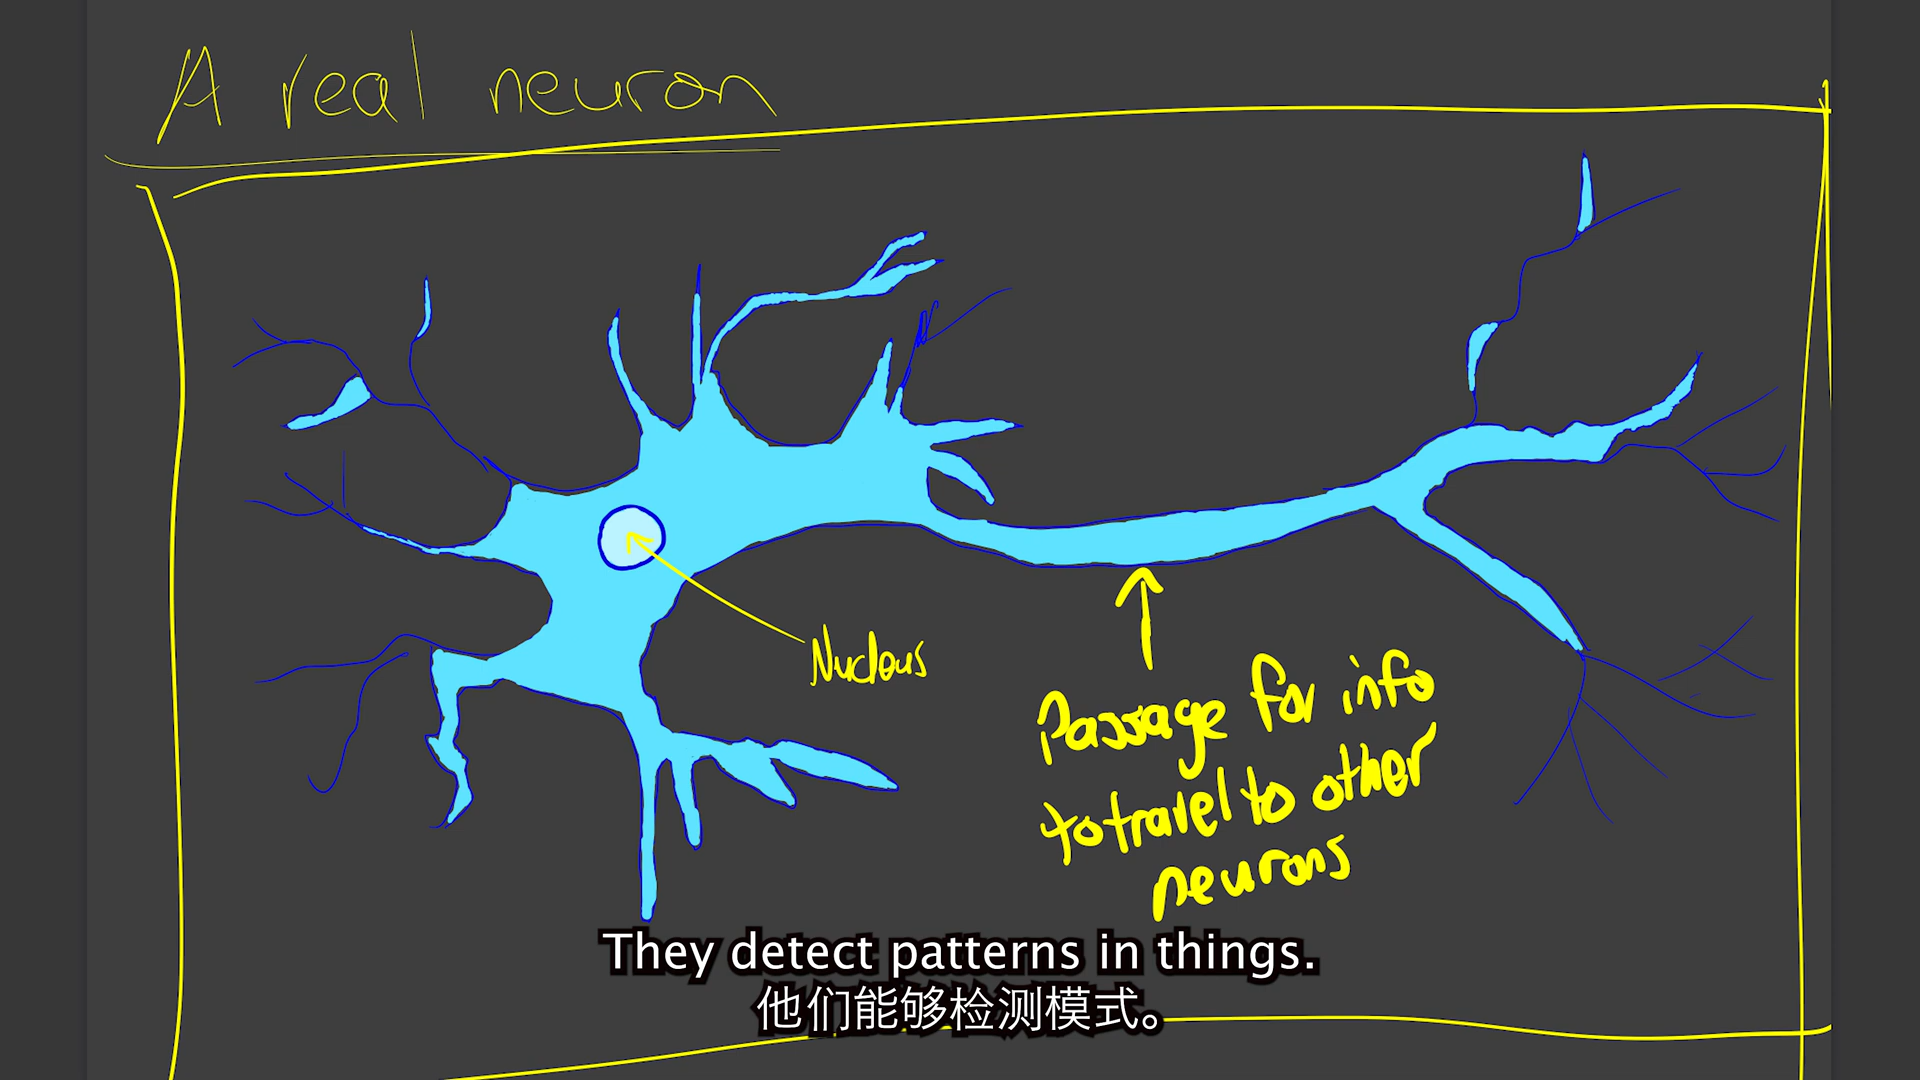 A real neuron
Nucleus
Passage for info
to travel to other
neurons
They detect patterns in things.
他们能够检测模式。